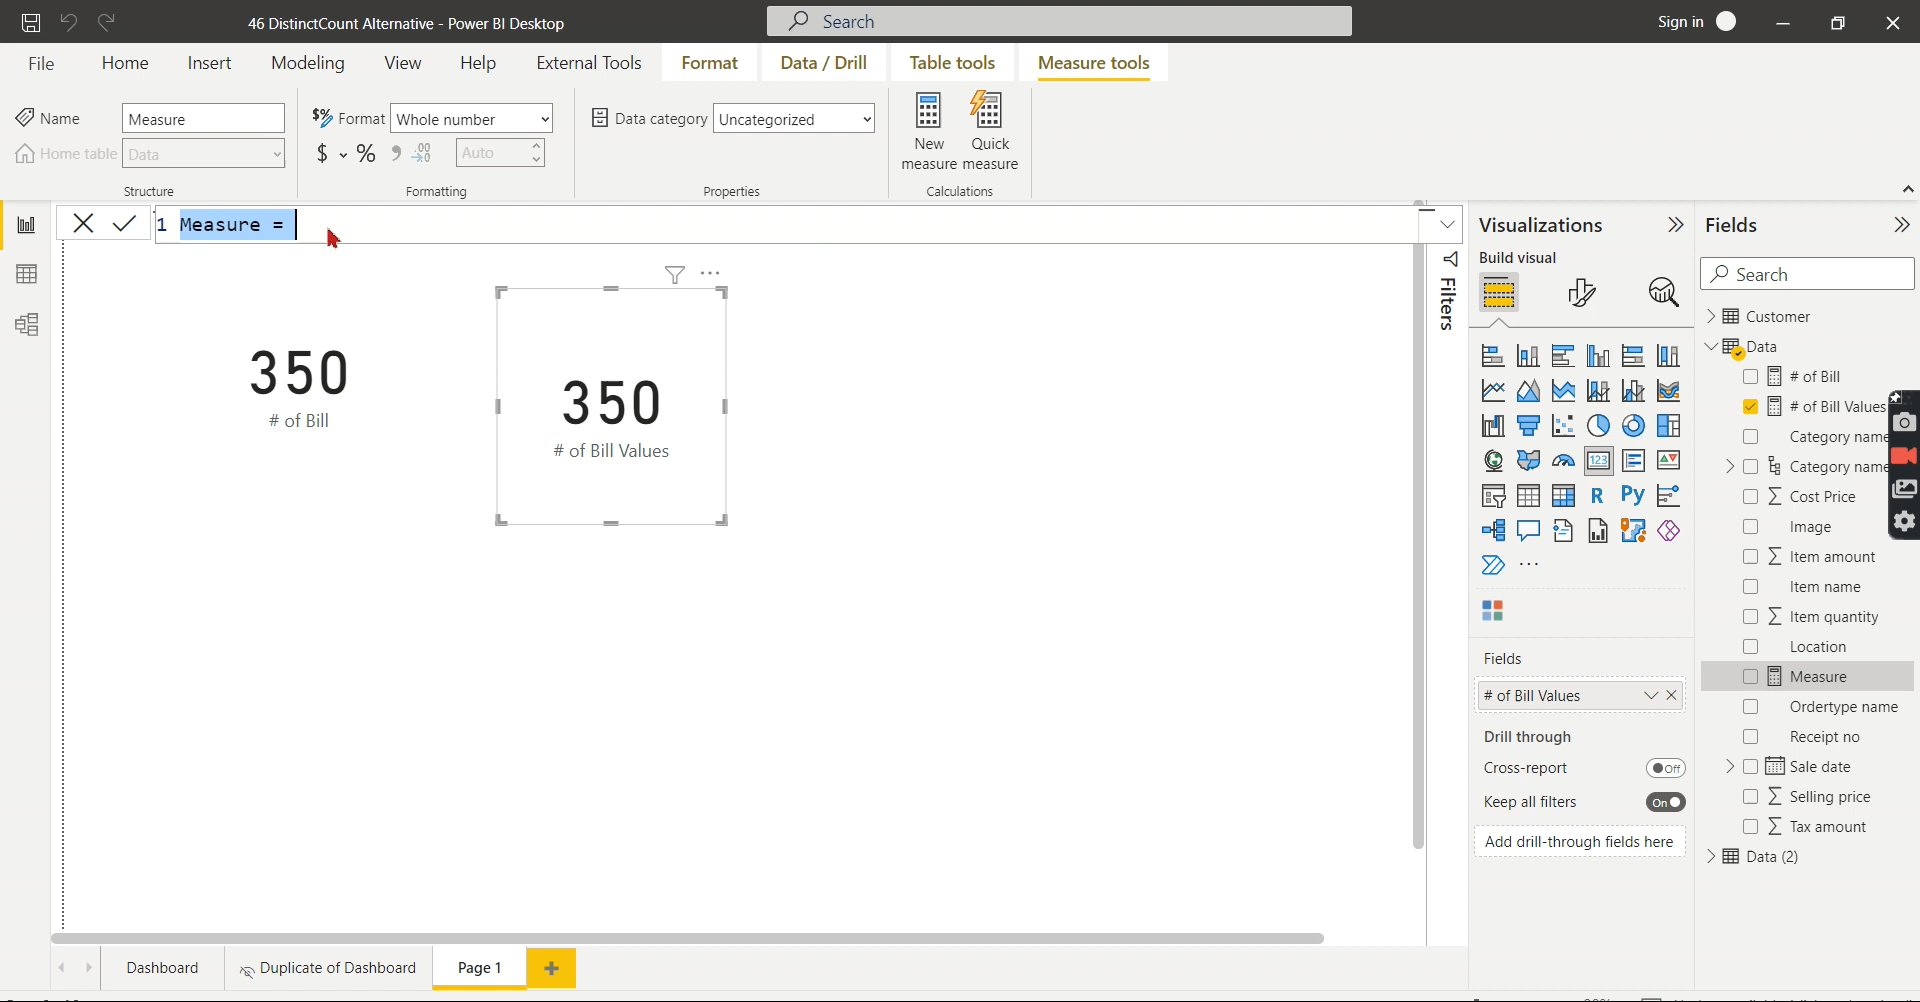 46 DistinctCount Alternative - Power BI Desktop
Search
Sign in
File
Home
Insert
Modeling
View
Help
External Tools
Format
Data / Drill
Table tools
Measure tools
Name
Measure
Home table
Data
Structure
Format
Whole number
$
%
Auto
Formatting
Data category
Uncategorized
Properties
New measure
Quick measure
Calculations
1 Measure =
350
# of Bill
350
# of Bill Values
Filters
Visualizations
Build visual
123
R
Py
Fields
# of Bill Values
Drill through
Cross-report
Off
Keep all filters
On
Add drill-through fields here
Fields
Search
Customer
Data
# of Bill
# of Bill Values
Category name
Category name
Cost Price
Image
Item amount
Item name
Item quantity
Location
Measure
Ordertype name
Receipt no
Sale date
Selling price
Tax amount
Data (2)
Dashboard
Duplicate of Dashboard
Page 1